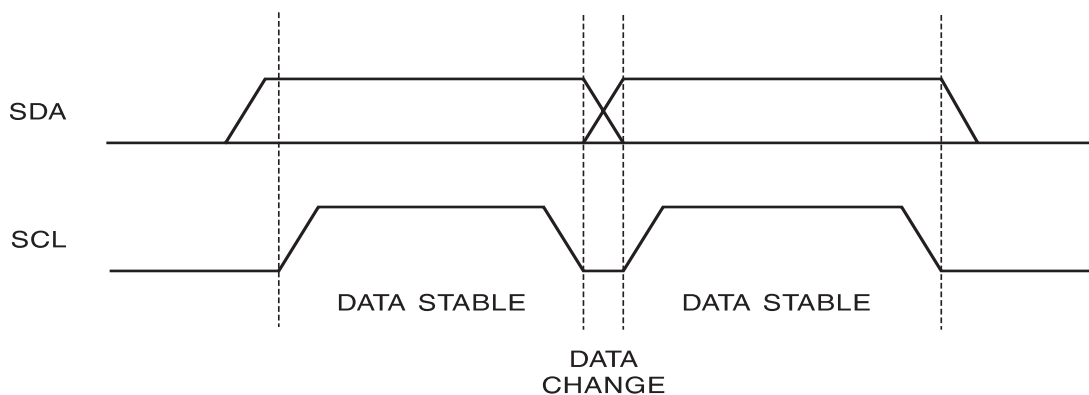 SDA
SCL
DATA STABLE
DATA STABLE
DATA
CHANGE